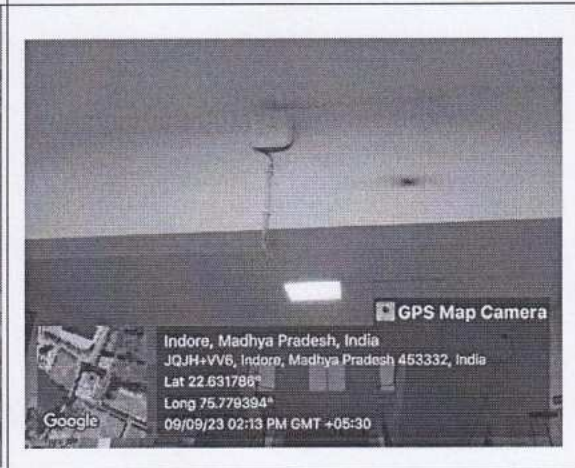 GPS Map Camera
Indore, Madhya Pradesh, India
JQJH+VV6, Indore, Madhya Pradesh 453332, India
Lat 22.631786°
Long 75.779394°
09/09/23 02:13 PM GMT +05:30
Google